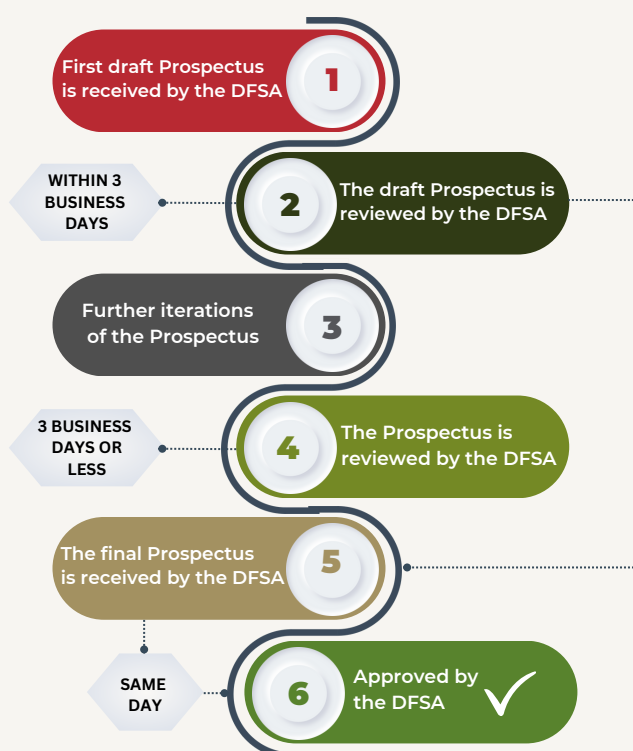 First draft Prospectus
is received by the DFSA
1
WITHIN 3
BUSINESS
DAYS
2
The draft Prospectus is
reviewed by the DFSA
Further iterations
of the Prospectus
3
3 BUSINESS
DAYS OR
LESS
4
The Prospectus is
reviewed by the DFSA
The final Prospectus
is received by the DFSA
5
SAME
DAY
6
Approved by
the DFSA